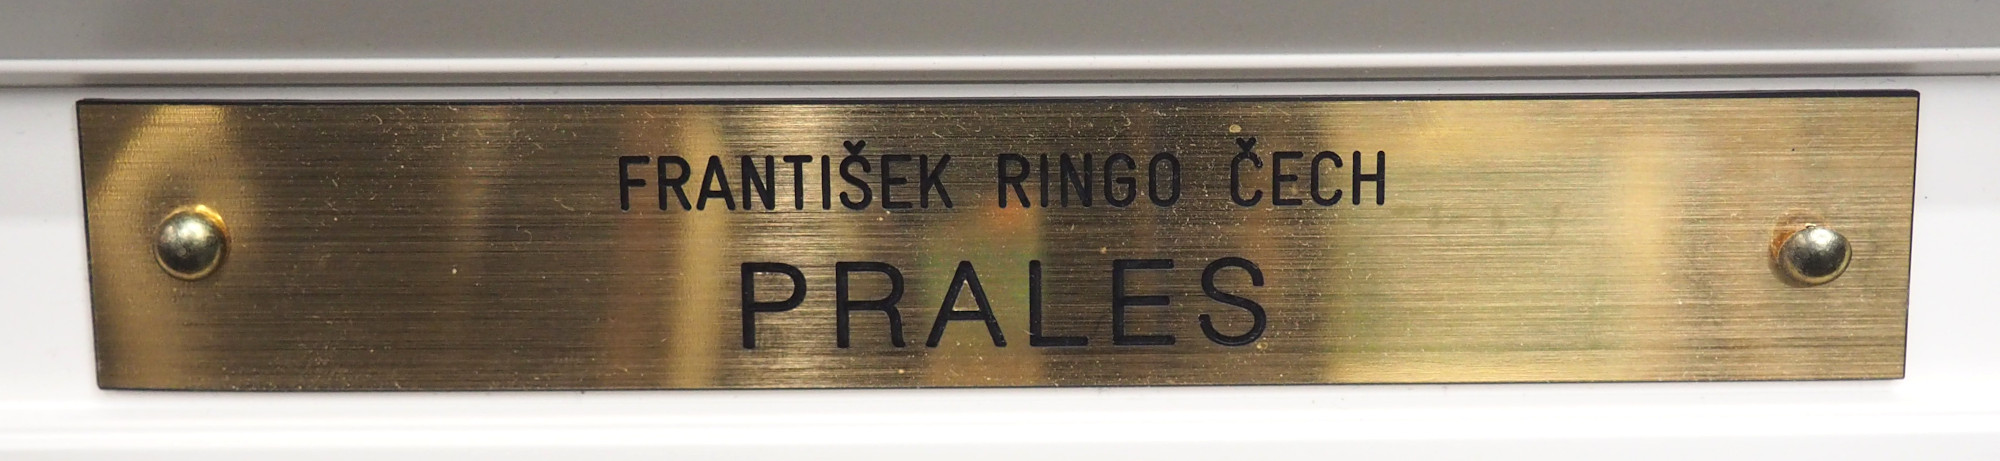 FRANTIŠEK RINGO ČECH
PRALES